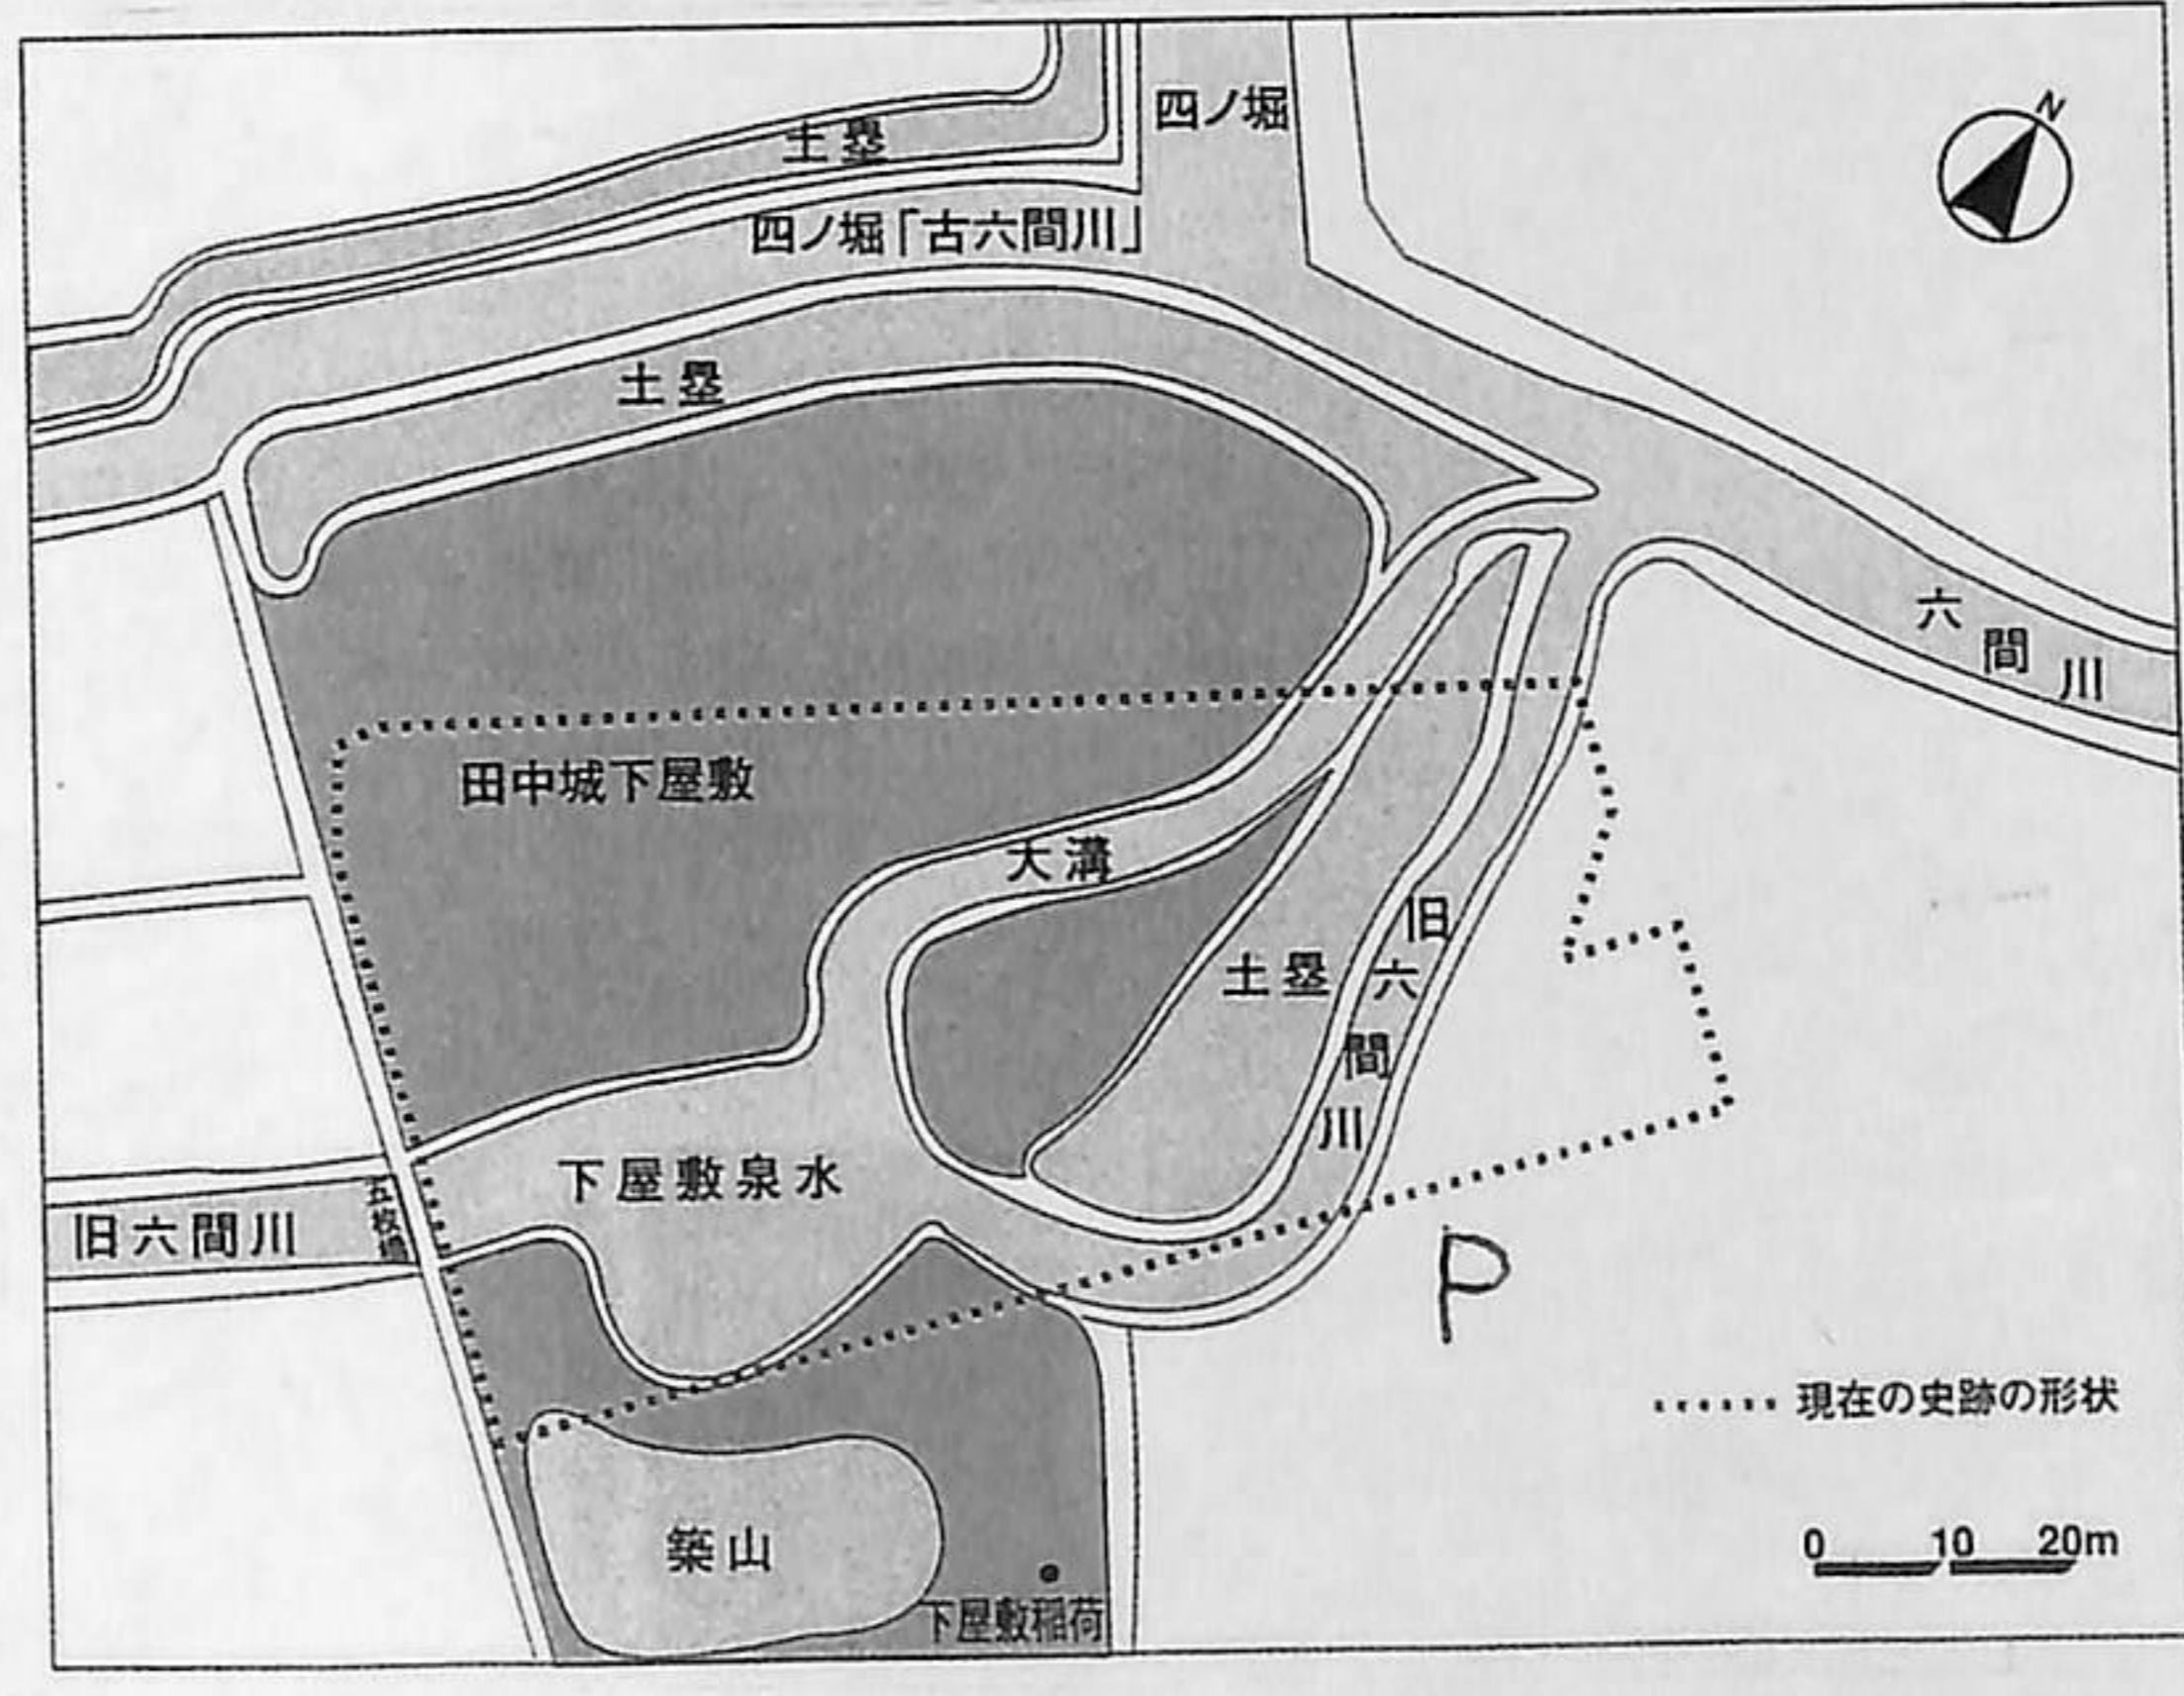 四ノ堀
N
土塁
四ノ堀「古六間川」
土塁
六間川
田中城下屋敷
大溝
土塁
旧六間川
下屋敷泉水
五枚橋
旧六間川
P
現在の史跡の形状
築山
0 10 20m
下屋敷稲荷